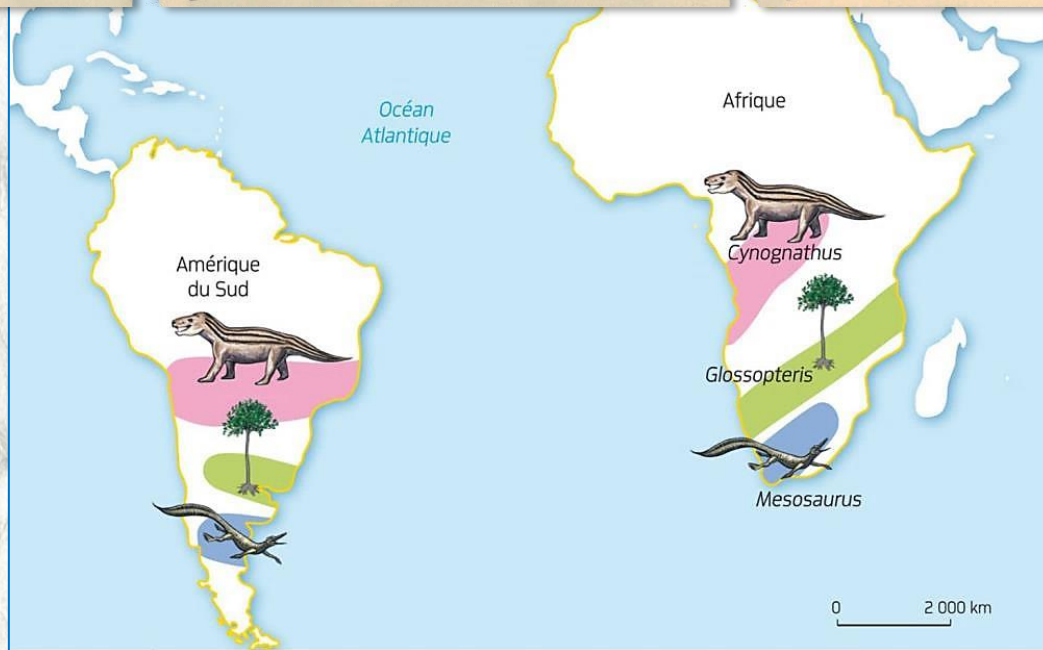 Océan
Atlantique
Afrique
Cynognathus
Amérique
du Sud
Glossopteris
Mesosaurus
0 2 000 km